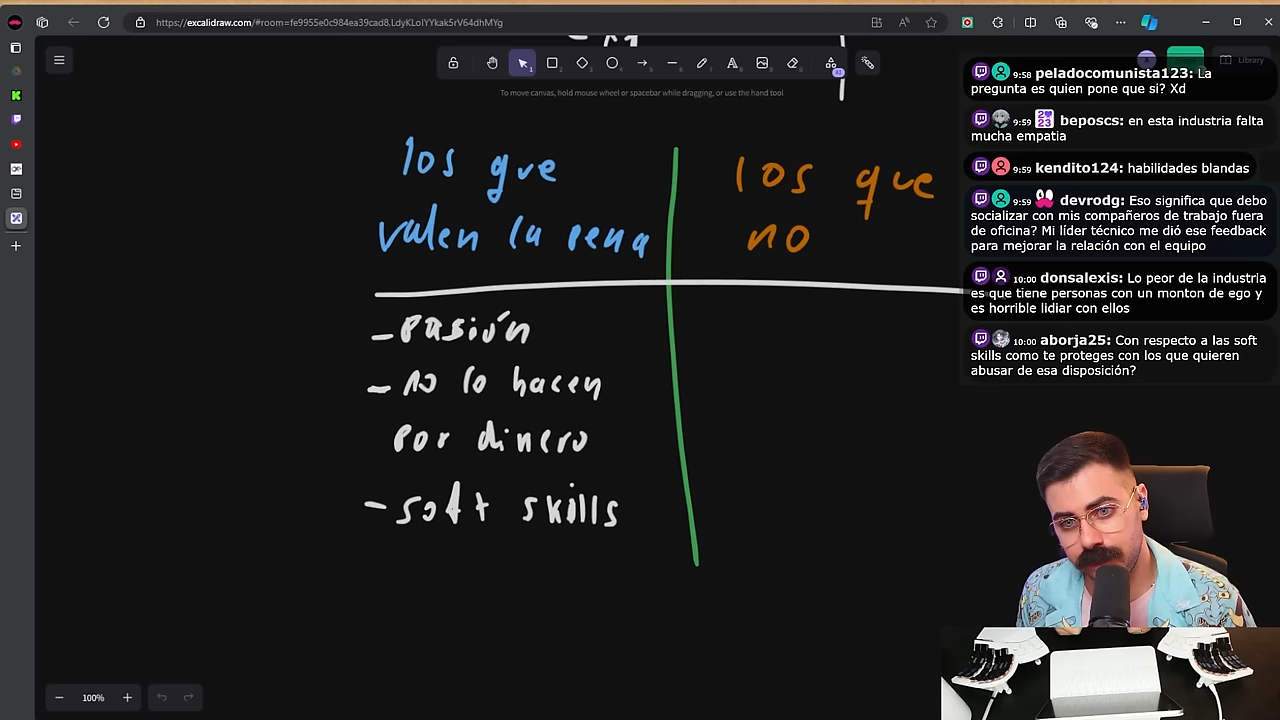 https://excalidraw.com/#room=fe9955e0c984ea39cad8.LdyKLoIYYkak5rV64dhMYg
Library
To move canvas, hold mouse wheel or spacebar while dragging, or use the hand tool
los que
valen la pena
los que
no
- Pasión
- no lo hacen
por dinero
- soft skills
9:58 peladocomunista123: La
pregunta es quien pone que si? Xd
9:59 beposcs: en esta industria falta
mucha empatia
9:59 kendito124: habilidades blandas
9:59 devrodg: Eso significa que debo
socializar con mis compañeros de trabajo fuera
de oficina? Mi líder técnico me dió ese feedback
para mejorar la relación con el equipo
10:00 donsalexis: Lo peor de la industria
es que tiene personas con un monton de ego y
es horrible lidiar con ellos
10:00 aborja25: Con respecto a las soft
skills como te proteges con los que quieren
abusar de esa disposición?
100%